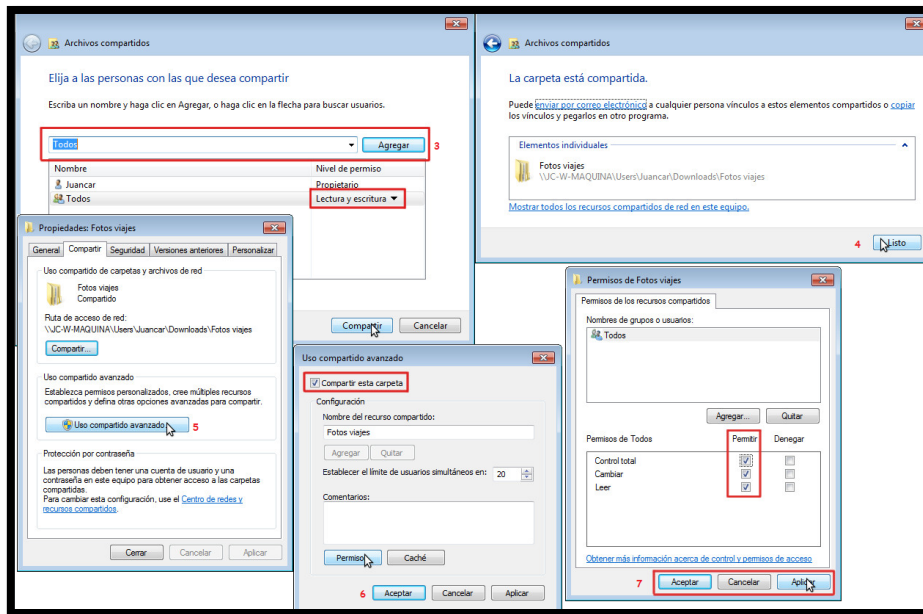 Archivos compartidos
Elija a las personas con las que desea compartir
Escriba un nombre y haga clic en Agregar, o haga clic en la flecha para buscar usuarios.
Todos
Agregar
3
Nombre
Nivel de permiso
Juancar
Propietario
Todos
Lectura y escritura
Compartir
Cancelar
Archivos compartidos
La carpeta está compartida.
Puede enviar por correo electrónico a cualquier persona vínculos a estos elementos compartidos o copiar
los vínculos y pegarlos en otro programa.
Elementos individuales
Fotos viajes
\\JC-W-MAQUINA\Users\Juancar\Downloads\Fotos viajes
Mostrar todos los recursos compartidos de red en este equipo.
4
Listo
Propiedades: Fotos viajes
General Compartir Seguridad Versiones anteriores Personalizar
Uso compartido de carpetas y archivos de red
Fotos viajes
Compartido
Ruta de acceso de red:
\\JC-W-MAQUINA\Users\Juancar\Downloads\Fotos viajes
Compartir...
Uso compartido avanzado
Establezca permisos personalizados, cree múltiples recursos
compartidos y defina otras opciones avanzadas para compartir.
Uso compartido avanzado
5
Protección por contraseña
Las personas deben tener una cuenta de usuario y una
contraseña en este equipo para obtener acceso a las carpetas
compartidas.
Para cambiar esta configuración, use el Centro de redes y
recursos compartidos.
Cerrar
Cancelar
Aplicar
Uso compartido avanzado
Compartir esta carpeta
Configuración
Nombre del recurso compartido:
Fotos viajes
Agregar
Quitar
Establecer el límite de usuarios simultáneos en:
20
Comentarios:
Permisos
Caché
6
Aceptar
Cancelar
Aplicar
Permisos de Fotos viajes
Permisos de los recursos compartidos
Nombres de grupos o usuarios:
Todos
Agregar...
Quitar
Permisos de Todos
Permitir
Denegar
Control total
Cambiar
Leer
Obtener más información acerca de control y permisos de acceso
7
Aceptar
Cancelar
Aplicar